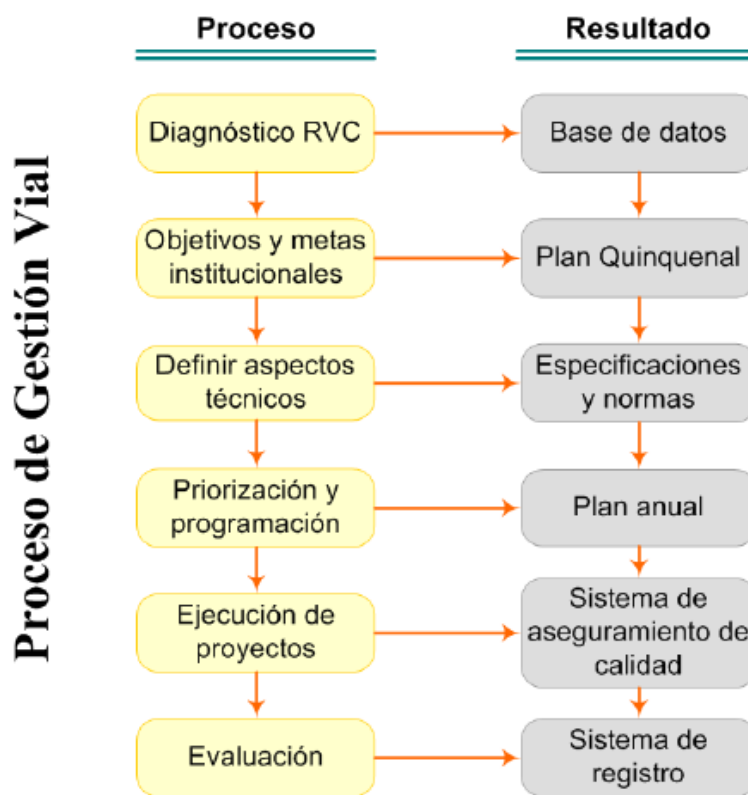 Proceso de Gestión Vial
Proceso
Resultado
Diagnóstico RVC
Base de datos
Objetivos y metas
institucionales
Plan Quinquenal
Definir aspectos
técnicos
Especificaciones
y normas
Priorización y
programación
Plan anual
Ejecución de
proyectos
Sistema de
aseguramiento de
calidad
Evaluación
Sistema de
registro